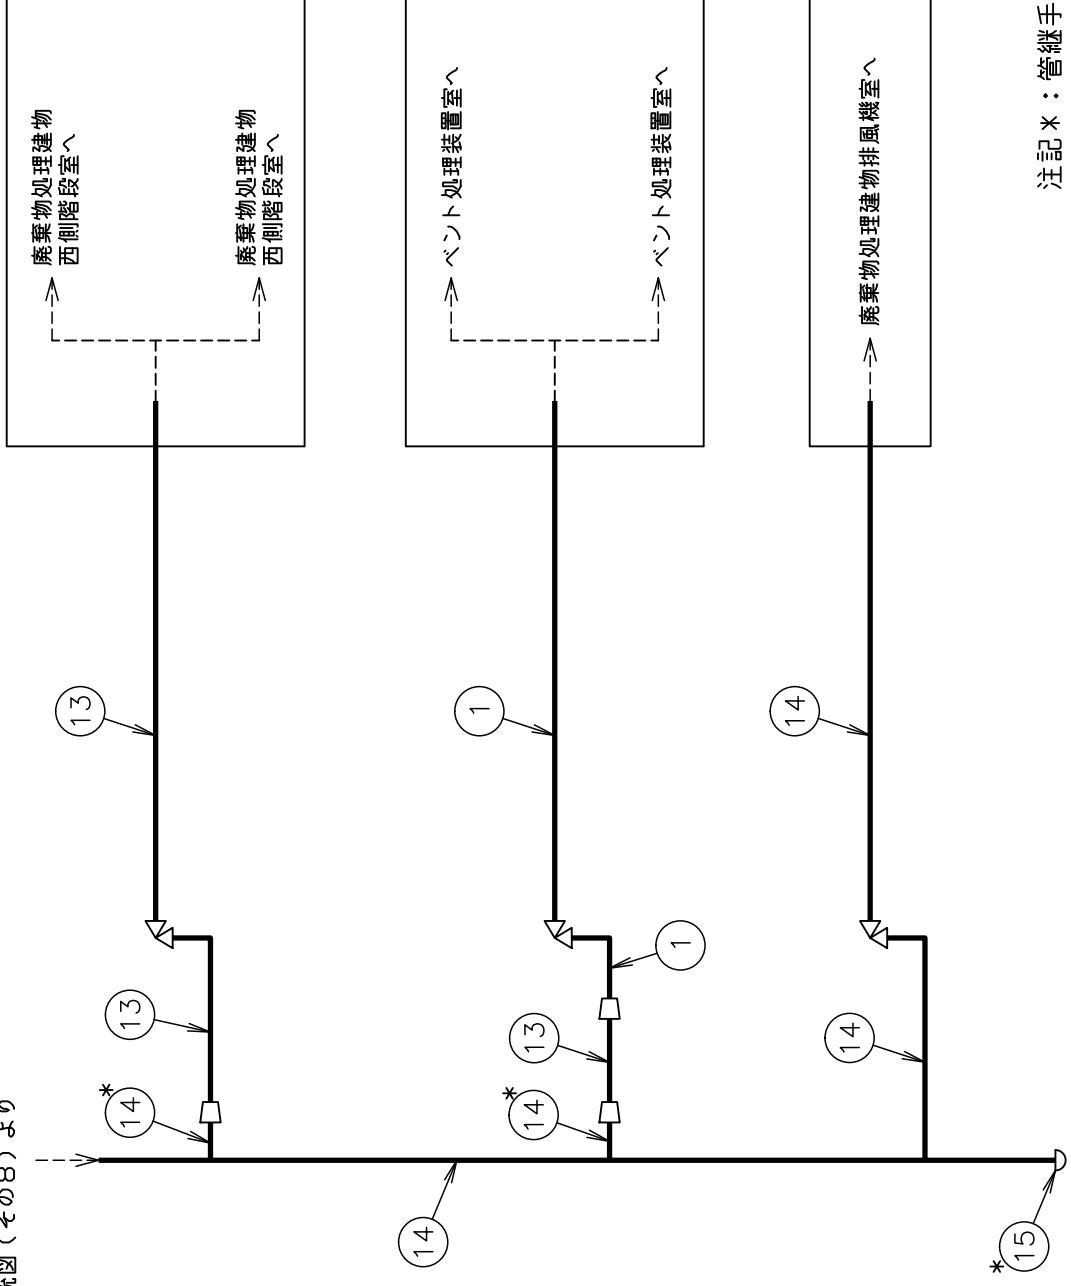 統図（その8）より
廃棄物処理建物
西側階段室へ
廃棄物処理建物
西側階段室へ
ベント処理装置室へ
ベント処理装置室へ
廃棄物処理建物排風機室へ
13
1
14
13
14*
1
13
14*
14
14
15*
注記＊：管継手